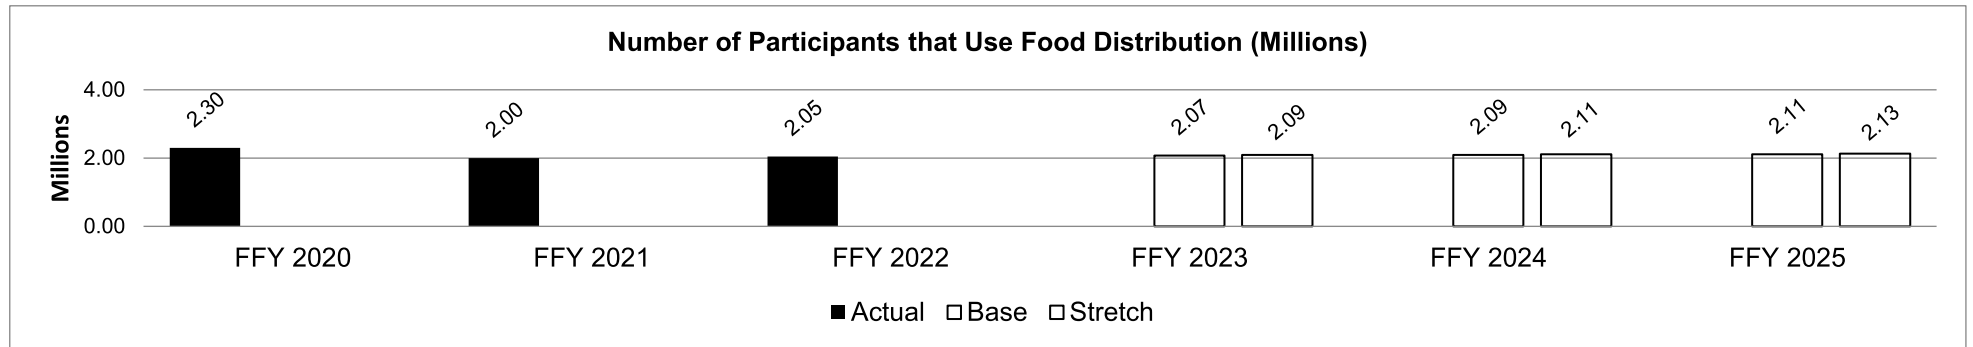 Number of Participants that Use Food Distribution (Millions)
Millions
4.00
2.00
0.00
2.30
2.00
2.05
2.07
2.09
2.09
2.11
2.11
2.13
FFY 2020
FFY 2021
FFY 2022
FFY 2023
FFY 2024
FFY 2025
Actual Base Stretch